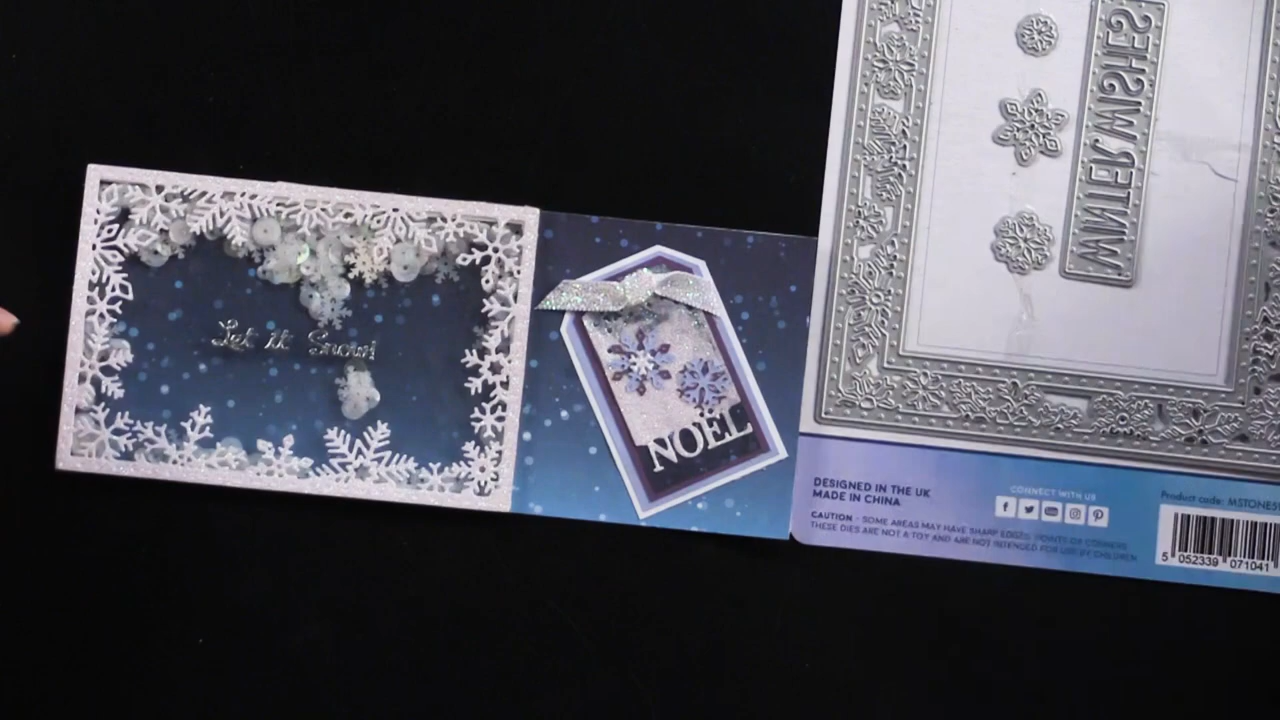 Let it Snow!
NOËL
WINTER WISHES
DESIGNED IN THE UK
MADE IN CHINA
CAUTION - SOME AREAS MAY HAVE SHARP EDGES, POINTS OR CORNERS.
THESE DIES ARE NOT A TOY AND ARE NOT INTENDED FOR USE BY CHILDREN.
CONNECT WITH US
Product code: MSTONE5
5 052339 071041